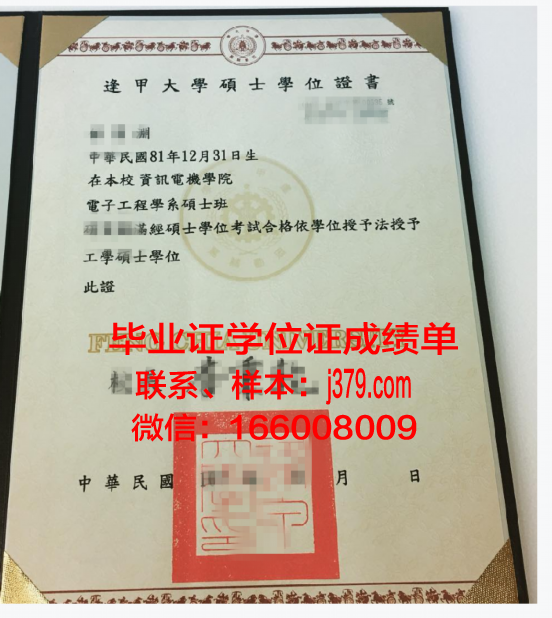 逢甲大學碩士學位證書
號
中華民國81年12月31日生
在本校 資訊電機學院
電子工程學系碩士班
經碩士學位考試合格依學位授予法授予
工學碩士學位
此證
FENG CHIA UNIVERSITY
毕业证学位证成绩单
联系、样本：j379.com
微信：166008009
中華民國 月 日